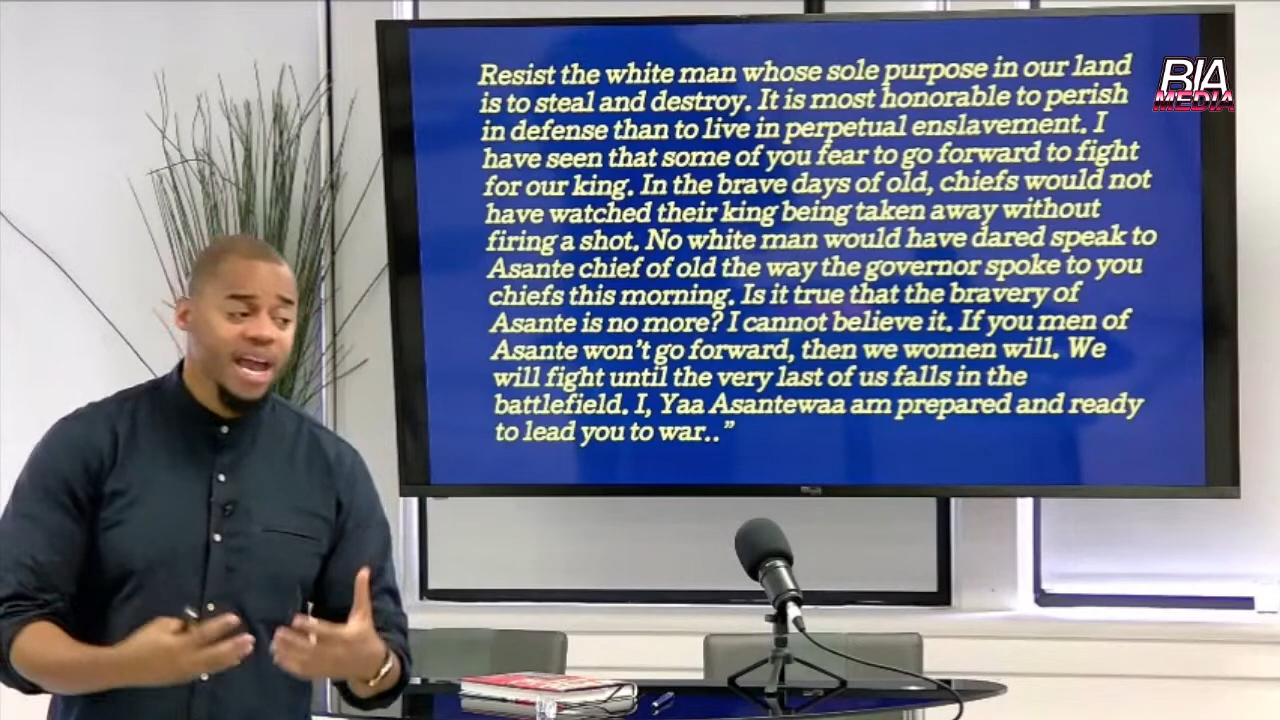 Resist the white man whose sole purpose in our land
is to steal and destroy. It is most honorable to perish
in defense than to live in perpetual enslavement. I
have seen that some of you fear to go forward to fight
for our king. In the brave days of old, chiefs would not
have watched their king being taken away without
firing a shot. No white man would have dared speak to
Asante chief of old the way the governor spoke to you
chiefs this morning. Is it true that the bravery of
Asante is no more? I cannot believe it. If you men of
Asante won't go forward, then we women will. We
will fight until the very last of us falls in the
battlefield. I, Yaa Asantewaa am prepared and ready
to lead you to war.."
BIA
MEDIA